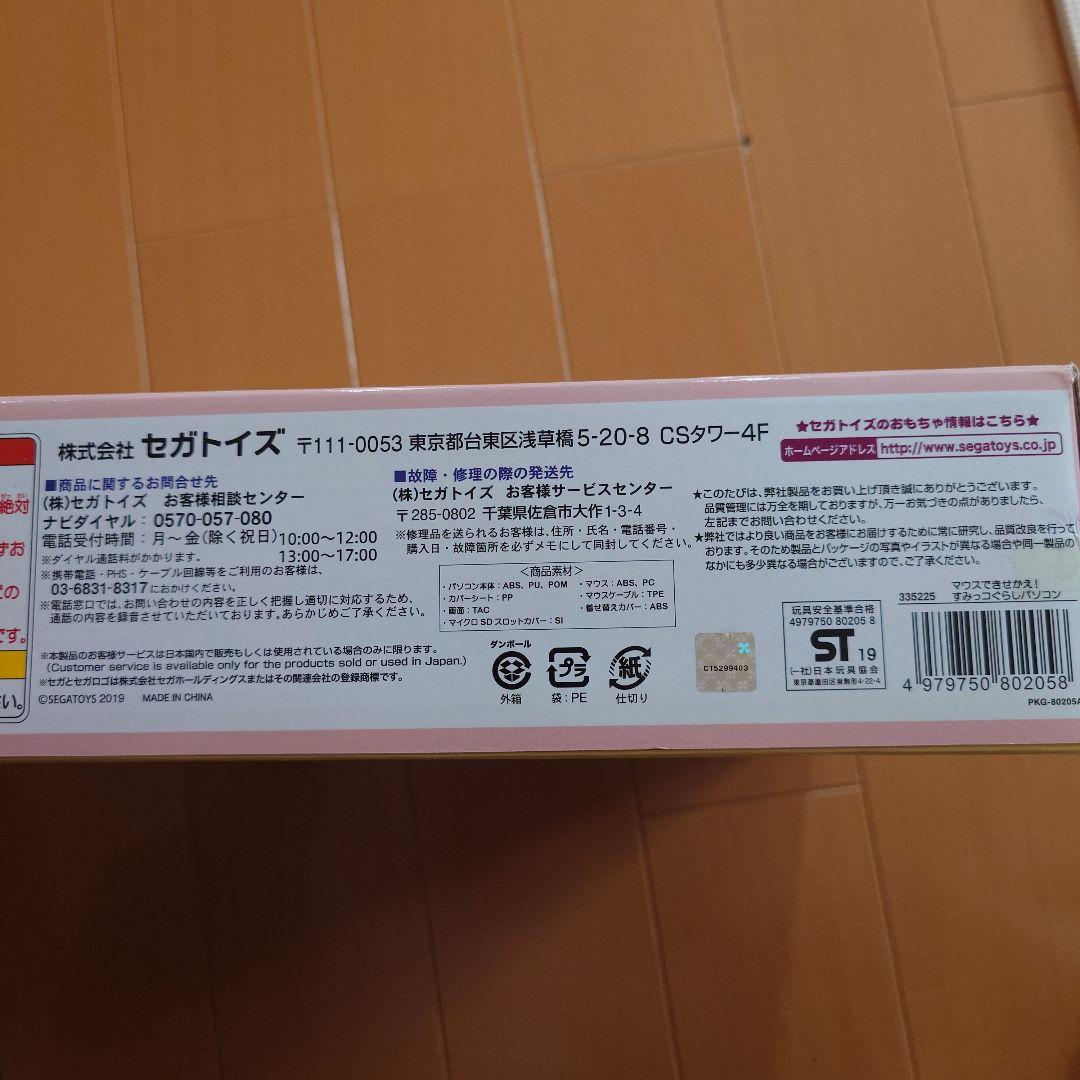 株式会社 セガトイズ 〒111-0053 東京都台東区浅草橋5-20-8 CSタワー4F
■商品に関するお問合せ先
(株)セガトイズ お客様相談センター
ナビダイヤル:0570-057-080
電話受付時間:月~金(除く祝日)10:00~12:00
13:00~17:00
※ダイヤル通話料がかかります。
※携帯電話・PHS・ケーブル回線等をご利用のお客様は、
03-6831-8317におかけください。
※電話窓口では、お問い合わせの内容を正しく把握し適切に対応するため、
通話の内容を録音させていただいております。あらかじめご了承ください。
■故障・修理の際の発送先
(株)セガトイズ お客様サービスセンター
〒285-0802 千葉県佐倉市大作1-3-4
※修理品を送られるお客様は、住所・氏名・電話番号・
購入日・故障箇所を必ずメモにして同封してください。
<商品素材>
・パソコン本体:ABS, PU, POM
・カバーシート:PP
・画面:TAC
・マイクロSDスロットカバー:SI
・マウス:ABS, PC
・マウスケーブル:TPE
・着せ替えカバー:ABS
★セガトイズのおもちゃ情報はこちら★
ホームページアドレス http://www.segatoys.co.jp
★このたびは、弊社製品をお買い上げ頂き誠にありがとうございます。
品質管理には万全を期しておりますが、万一お気づきの点がありましたら、
左記までお問い合わせください。
★弊社ではより良い商品をお客様にお届けするために常に研究し、品質改良を行って
おります。そのため製品とパッケージの写真やイラストが異なる場合や同一製品の
なかにも多少異なる場合がございますので、ご了承ください。
※本製品のお客様サービスは日本国内で販売もしくは使用されている場合のみに限ります。
(Customer service is available only for the products sold or used in Japan.)
※セガとセガロゴは株式会社セガホールディングスまたはその関連会社の登録商標です。
©SEGATOYS 2019 MADE IN CHINA
ダンボール
外箱
プラ
袋:PE
紙
仕切り
C15299403
玩具安全基準合格
4979750 80205 8
ST 19
(一社)日本玩具協会
東京都墨田区東駒形4-22-4
マウスできせかえ!
335225 すみっコぐらしパソコン
4 979750 802058
PKG-80205A
絶対
ずお
の
です。
さい。